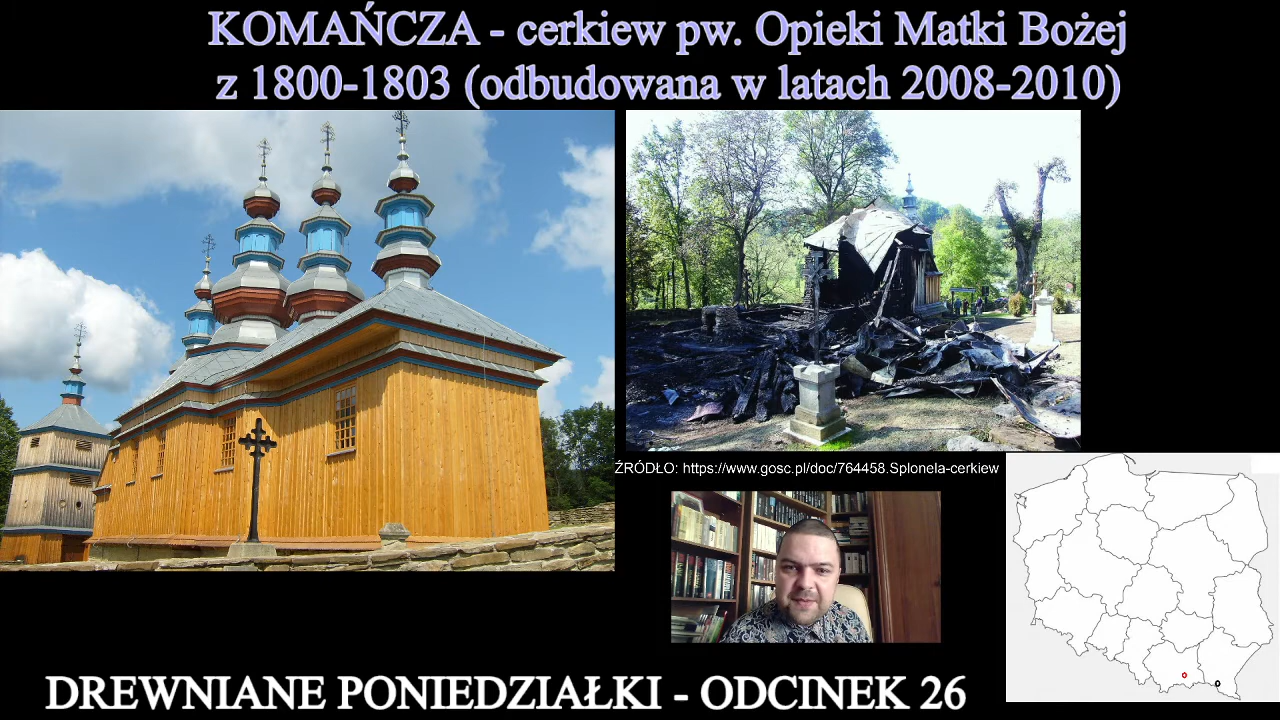 KOMAŃCZA - cerkiew pw. Opieki Matki Bożej
z 1800-1803 (odbudowana w latach 2008-2010)
ŹRÓDŁO: https://www.gosc.pl/doc/764458.Splonela-cerkiew
DREWNIANE PONIEDZIAŁKI - ODCINEK 26